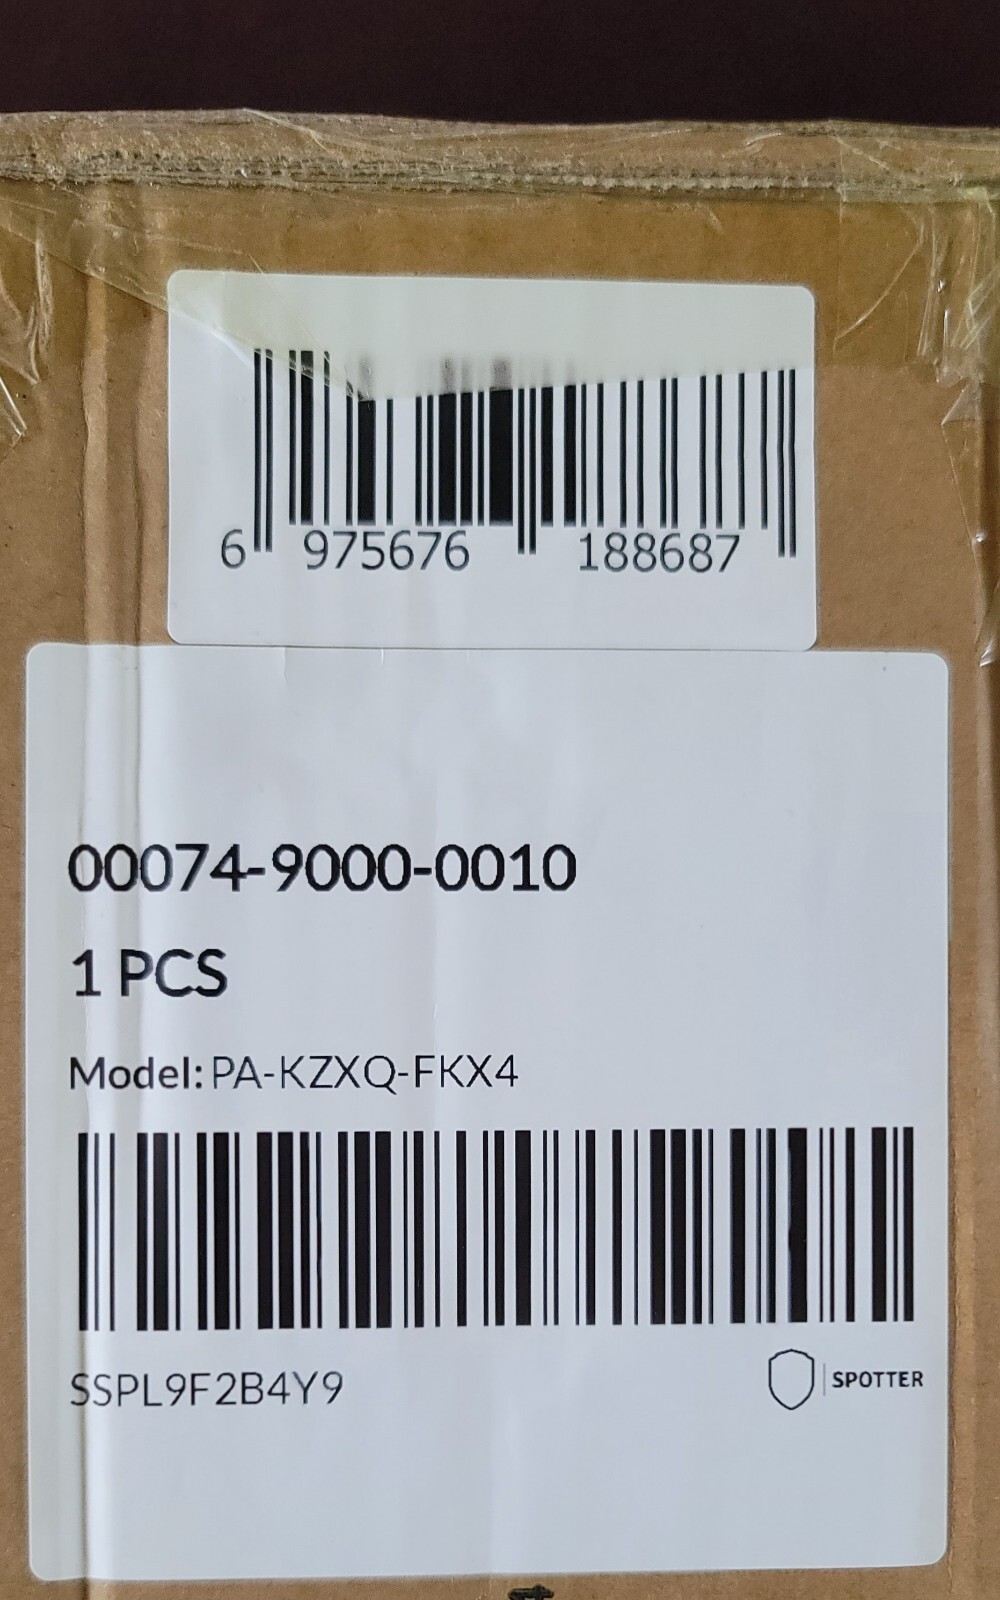 6 975676 188687
00074-9000-0010
1 PCS
Model: PA-KZXQ-FKX4
SSPL9F2B4Y9
SPOTTER